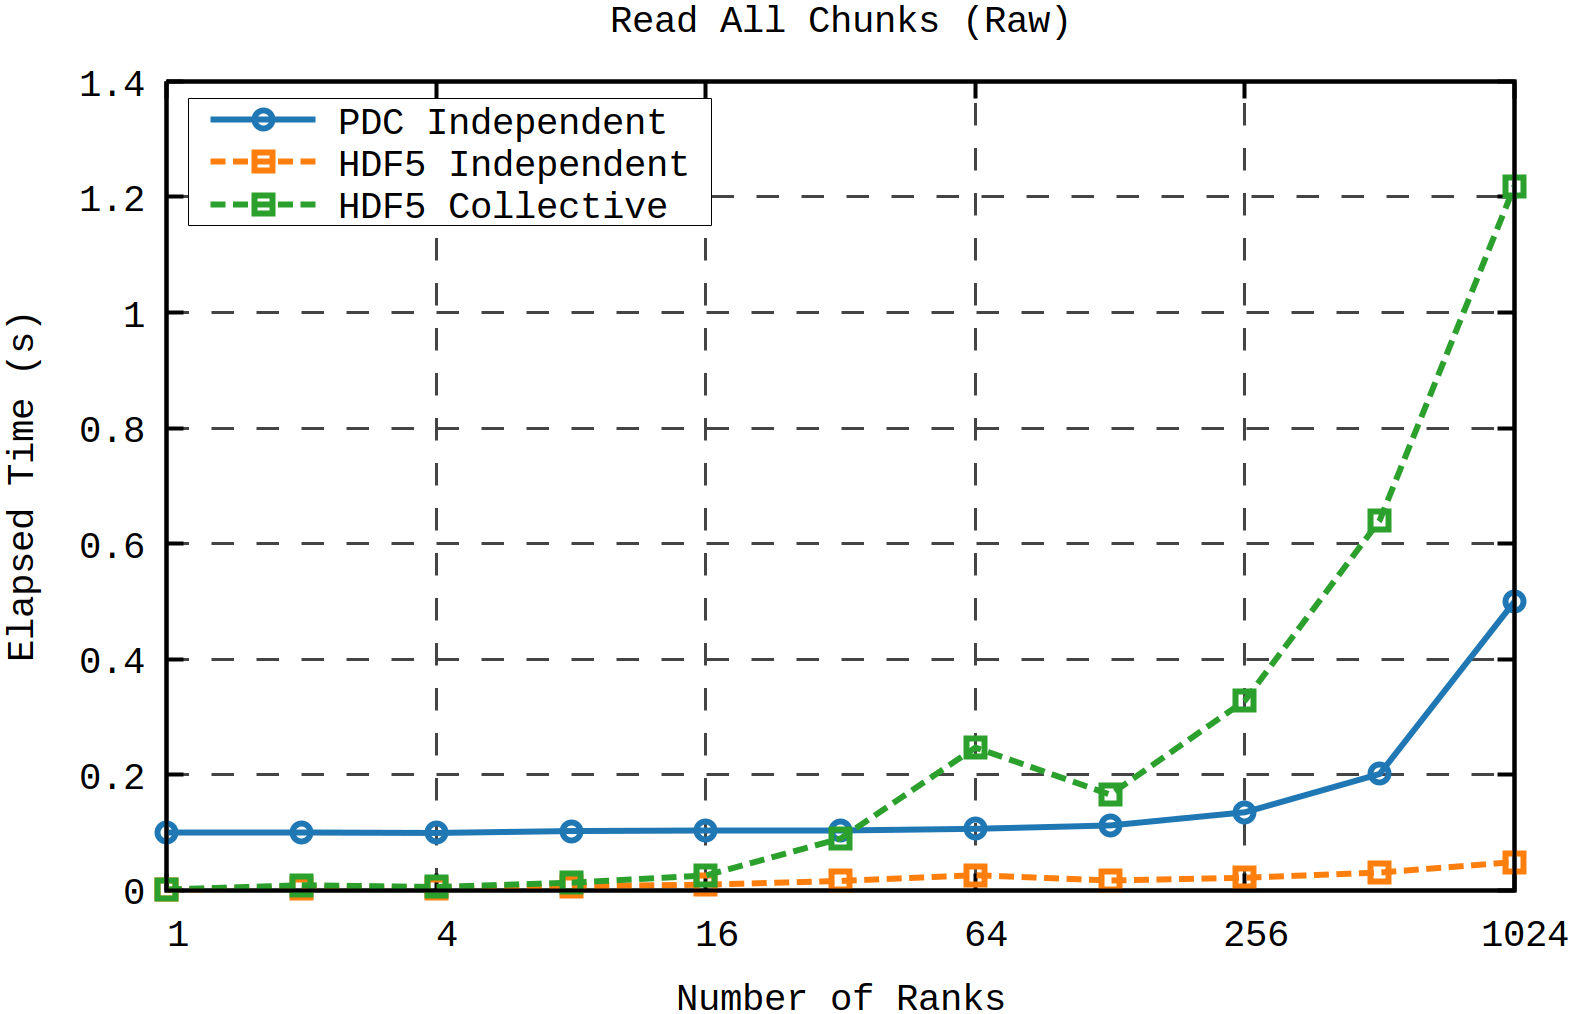 Read All Chunks (Raw)
PDC Independent
HDF5 Independent
HDF5 Collective
Elapsed Time (s)
1.4
1.2
1
0.8
0.6
0.4
0.2
0
1 4 16 64 256 1024
Number of Ranks